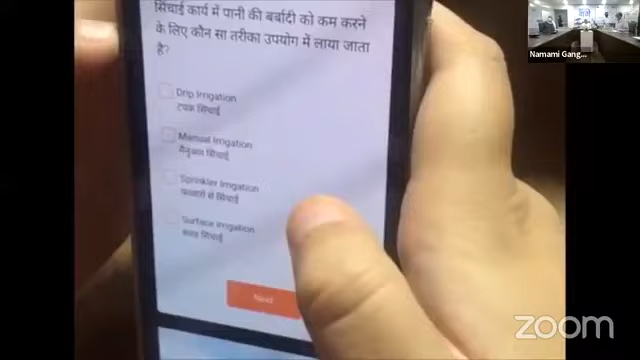 सिंचाई कार्य में पानी की बर्बादी को कम करने
के लिए कौन सा तरीका उपयोग में लाया जाता
है?
Drip Irrigation
टपक सिंचाई
Manual Irrigation
मैनुअल सिंचाई
Sprinkler Irrigation
फव्वारों से सिंचाई
Surface Irrigation
सतह सिंचाई
Next
Namami Gang...
zoom